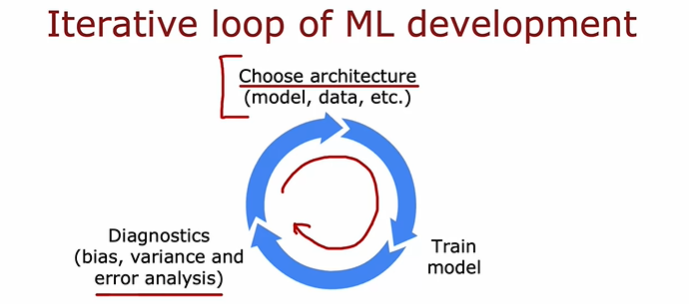 Iterative loop of ML development
Choose architecture
(model, data, etc.)
Diagnostics
(bias, variance and
error analysis)
Train
model